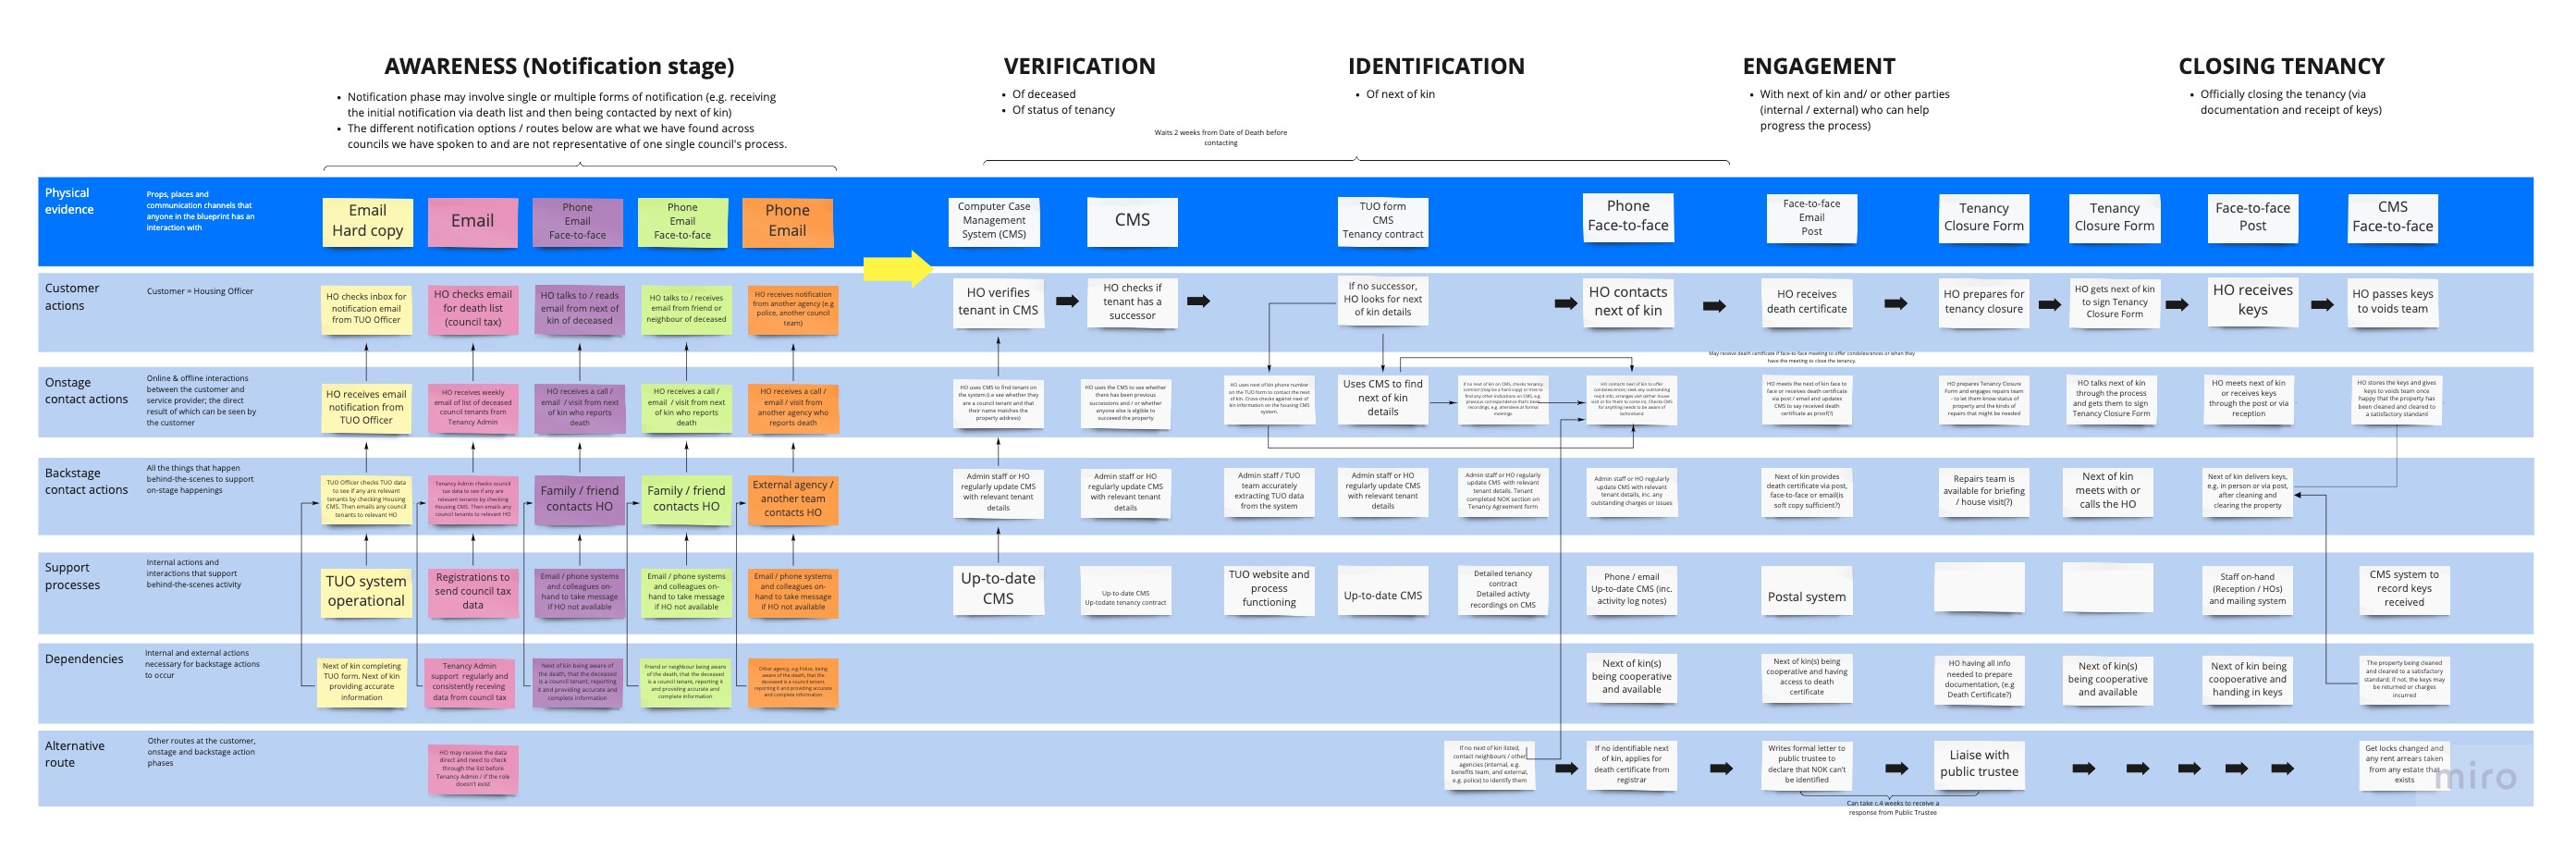 AWARENESS (Notification stage)
• Notification phase may involve single or multiple forms of notification (e.g. receiving
the initial notification via death list and then being contacted by next of kin)
• The different notification options / routes below are what we have found across
councils we have spoken to and are not representative of one single council's process.
VERIFICATION
• Of deceased
• Of status of tenancy
IDENTIFICATION
• Of next of kin
Waits 2 weeks from Date of Death before
contacting
ENGAGEMENT
• With next of kin and/ or other parties
(internal / external) who can help
progress the process)
CLOSING TENANCY
• Officially closing the tenancy (via
documentation and receipt of keys)
Physical
evidence
Props, places and
communication channels that
anyone in the blueprint has an
interaction with
Email
Hard copy
Email
Phone
Email
Face-to-face
Phone
Email
Face-to-face
Phone
Email
Computer Case
Management
System (CMS)
CMS
TUO form
CMS
Tenancy contract
Phone
Face-to-face
Face-to-face
Email
Post
Tenancy
Closure Form
Tenancy
Closure Form
Face-to-face
Post
CMS
Face-to-face
Customer
actions
Customer = Housing Officer
HO checks inbox for
notification email
from TUO Officer
HO checks email
for death list
(council tax)
HO talks to / reads
email from next of
kin of deceased
HO talks to / receives
email from friend or
neighbour of deceased
HO receives notification
from another agency (e.g
police, another council
team)
HO verifies
tenant in CMS
HO checks if
tenant has a
successor
If no successor,
HO looks for next
of kin details
HO contacts
next of kin
HO receives
death certificate
HO prepares for
tenancy closure
HO gets next of kin
to sign Tenancy
Closure Form
HO receives
keys
HO passes keys
to voids team
May receive death certificate if face-to-face meeting to offer condolescences or when they
have the meeting to close the tenancy.
Onstage
contact actions
Online & offline interactions
between the customer and
service provider; the direct
result of which can be seen by
the customer
HO receives email
notification from
TUO Officer
HO receives weekly
email of list of deceased
council tenants from
Tenancy Admin
HO receives a call /
email / visit from next
of kin who reports
death
HO receives a call /
email / visit from next
of kin who reports
death
HO receives a call /
email / visit from
another agency who
reports death
HO uses CMS to find tenant on
the system (i.e see whether they
are a council tenant and that
their name matches the
property address)
HO uses the CMS to see whether
there has been previous
successions and / or whether
anyone else is eligible to
succeed the property
HO uses next of kin phone number
on the TUO form to contact the next
of kin. Cross-checks against next of
kin information on the housing CMS
system.
Uses CMS to find
next of kin
details
If no next of kin on CMS, checks tenancy
contract (may be a hard copy) or tries to
find any other indications on CMS, e.g.
previous correspondence that's been
recordings, e.g. attendees at formal
meetings
HO contacts next of kin to offer
condolescences, seek any outstanding
req'd info, arranges visit (either house
visit or for them to come in). Checks CMS
for anything needs to be aware of
beforehand
HO meets the next of kin face to
face or receives death certificate
via post / email and updates
CMS to say received death
certificate as proof(?)
HO prepares Tenancy Closure
Form and engages repairs team
- to let them know status of
property and the kinds of
repairs that might be needed
HO talks next of kin
through the process
and gets them to sign
Tenancy Closure Form
HO meets next of kin
or receives keys
through the post or via
reception
HO stores the keys and gives
keys to voids team once
happy that the property has
been cleaned and cleared to
a satisfactory standard
Backstage
contact actions
All the things that happen
behind-the-scenes to support
on-stage happenings
TUO Officer checks TUO data
to see if any are relevant
tenants by checking Housing
CMS. Then emails any council
tenants to relevant HO
Tenancy Admin checks council
tax data to see if any are
relevant tenants by checking
Housing CMS. Then emails any
council tenants to relevant HO
Family / friend
contacts HO
Family / friend
contacts HO
External agency /
another team
contacts HO
Admin staff or HO
regularly update CMS
with relevant tenant
details
Admin staff or HO
regularly update CMS
with relevant tenant
details
Admin staff / TUO
team accurately
extracting TUO data
from the system
Admin staff or HO
regularly update CMS
with relevant tenant
details
Admin staff or HO regularly
update CMS with relevant
tenant details. Tenant
completed NOK section on
Tenancy Agreement form
Admin staff or HO regularly
update CMS with relevant
tenant details, inc. any
outstanding charges or issues
Next of kin provides
death certificate via post,
face-to-face or email(is
soft copy sufficient?)
Repairs team is
available for briefing
/ house visit(?)
Next of kin
meets with or
calls the HO
Next of kin delivers keys,
e.g. in person or via post,
after cleaning and
clearing the property
Support
processes
Internal actions and
interactions that support
behind-the-scenes activity
TUO system
operational
Registrations to
send council tax
data
Email / phone systems
and colleagues on-
hand to take message
if HO not available
Email / phone systems
and colleagues on-
hand to take message
if HO not available
Email / phone systems
and colleagues on-
hand to take message
if HO not available
Up-to-date
CMS
Up-to-date CMS
Up-todate tenancy contract
TUO website and
process
functioning
Up-to-date CMS
Detailed tenancy
contract
Detailed activity
recordings on CMS
Phone / email
Up-to-date CMS (inc.
activity log notes)
Postal system
Staff on-hand
(Reception / HOs)
and mailing system
CMS system to
record keys
received
Dependencies
Internal and external actions
necessary for backstage actions
to occur
Next of kin completing
TUO form. Next of kin
providing accurate
information
Tenancy Admin
support regularly and
consistently receving
data from council tax
Next of kin being aware of
the death, that the deceased
is a council tenant, reporting
it and providing accurate and
complete information
Friend or neighbour being aware
of the death, that the deceased
is a council tenant, reporting it
and providing accurate and
complete information
Other agency, e.g Police, being
aware of the death, that the
deceased is a council tenant,
reporting it and providing accurate
and complete information
Next of kin(s)
being cooperative
and available
Next of kin(s) being
cooperative and having
access to death
certificate
HO having all info
needed to prepare
documentation, (e.g
Death Certificate?)
Next of kin(s)
being cooperative
and available
Next of kin being
coopoerative and
handing in keys
The property being cleaned
and cleared to a satisfactory
standard; if not, the keys may
be returned or charges
incurred
Alternative
route
Other routes at the customer,
onstage and backstage action
phases
HO may receive the data
direct and need to check
through the list before
Tenancy Admin / if the role
doesn't exist
If no next of kin listed,
contact neighbours / other
agencies (internal, e.g.
benefits team, and external,
e.g. police) to identify them
If no identifiable next
of kin, applies for
death certificate from
registrar
Writes formal letter to
public trustee to
declare that NOK can't
be identified
Liaise with
public trustee
Get locks changed and
any rent arrears taken
from any estate that
exists
Can take c.4 weeks to receive a
response from Public Trustee
miro